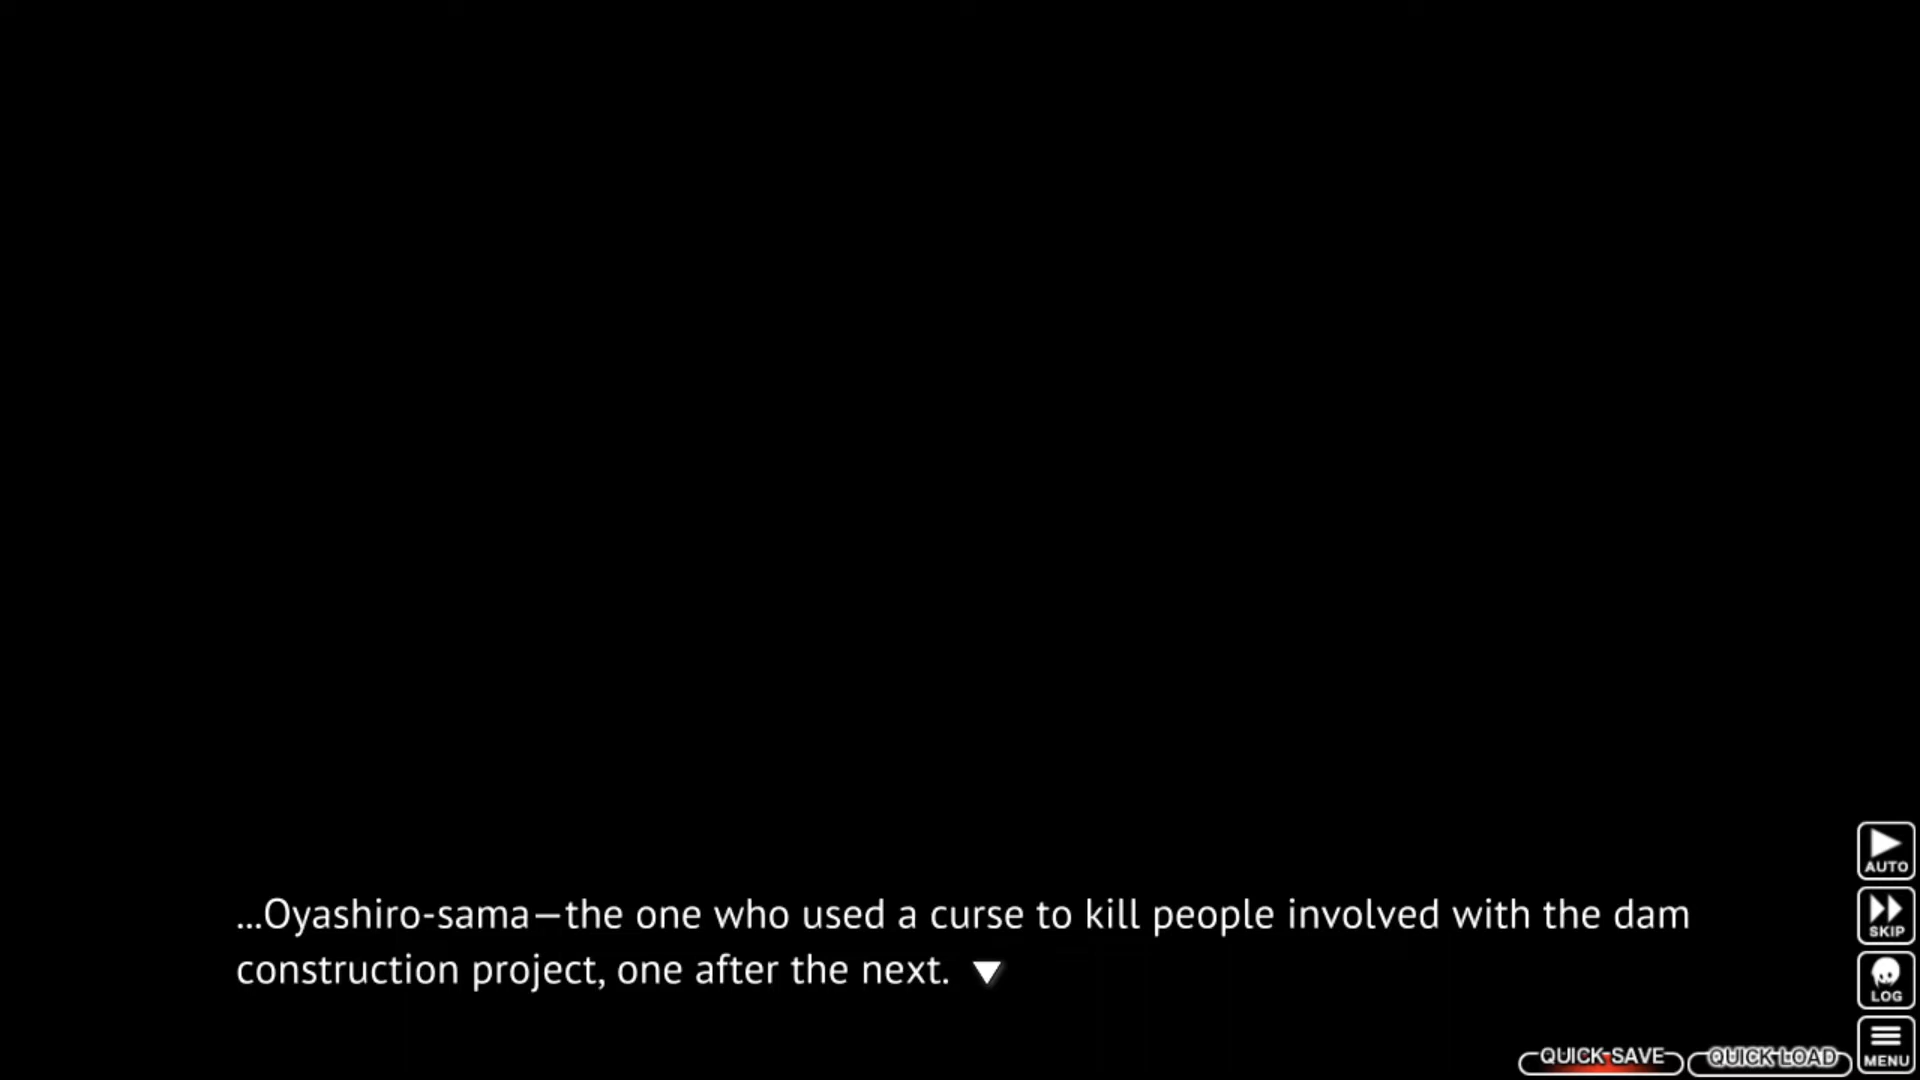 ...Oyashiro-sama—the one who used a curse to kill people involved with the dam
construction project, one after the next.
AUTO
SKIP
LOG
MENU
QUICK SAVE
QUICK LOAD